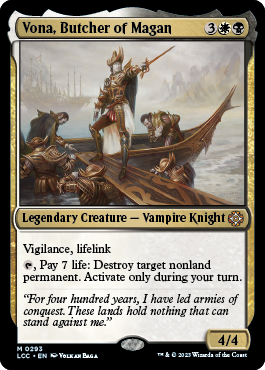 Vona, Butcher of Magan 3
Legendary Creature — Vampire Knight
Vigilance, lifelink
, Pay 7 life: Destroy target nonland
permanent. Activate only during your turn.
“For four hundred years, I have led armies of
conquest. These lands hold nothing that can
stand against me.”
4/4
M 0293
LCC • EN Volkan Baga
™ & © 2023 Wizards of the Coast